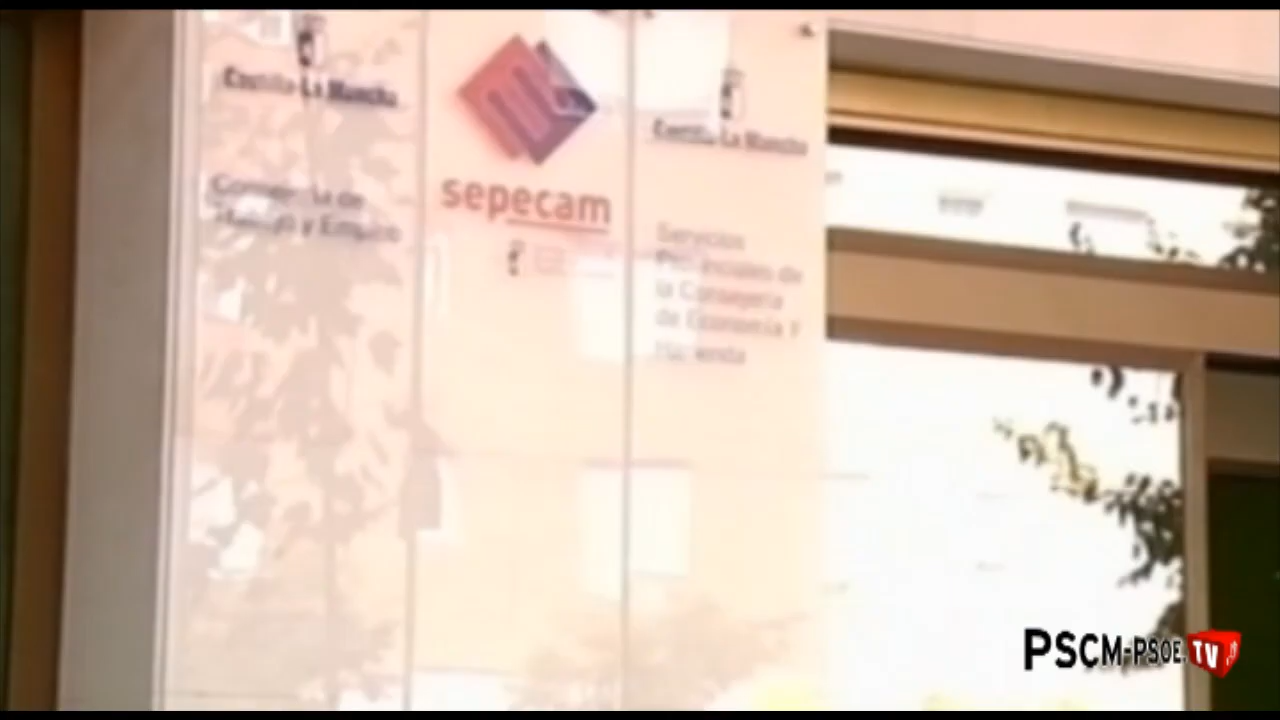 Castilla-La Mancha
Consejería de
Trabajo y Empleo
sepecam
Castilla-La Mancha
Servicios
Provinciales de
la Consejería
de Economía Y
Hacienda
PSCM-PSOE.TV